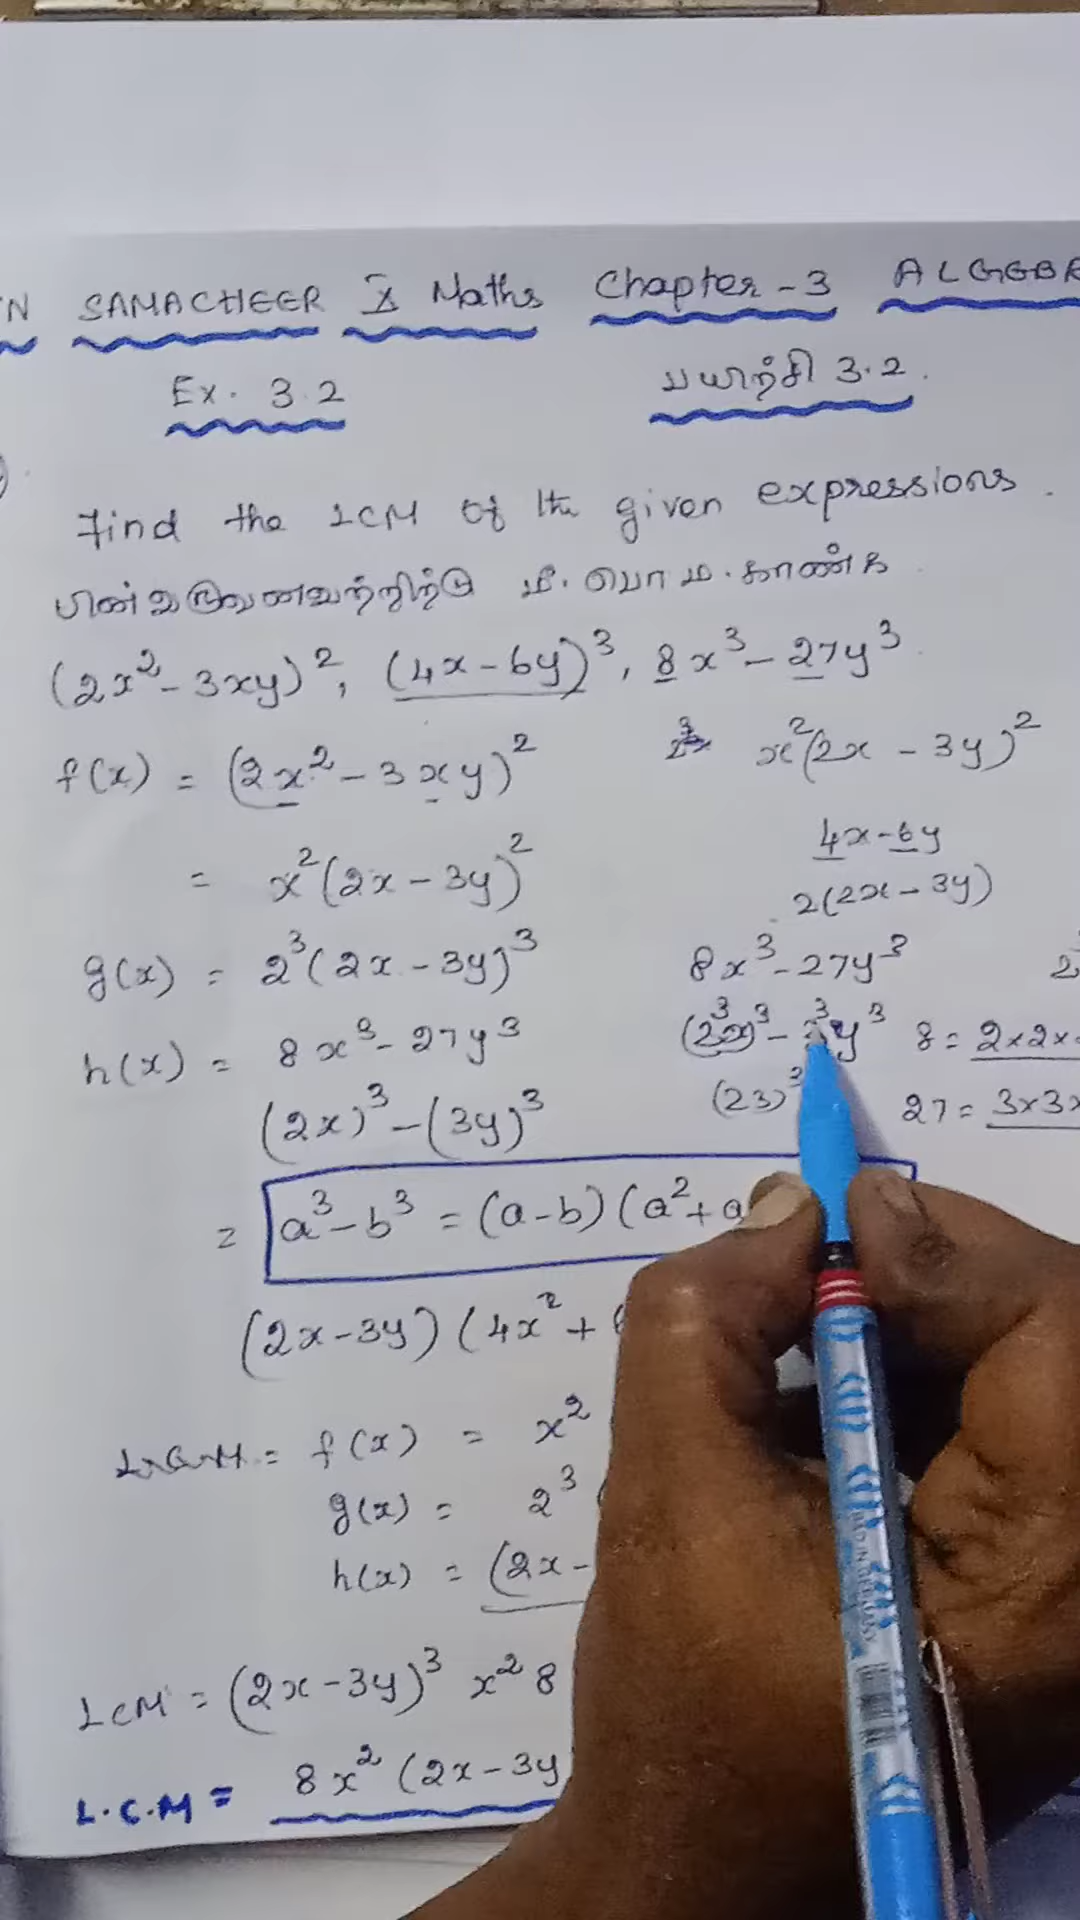 N SAMACHEER X Maths Chapter-3 ALGEBR
Ex. 3.2 பயிற்சி 3.2.
Find the LCM of the given expressions.
பின்வருவனவற்றிற்கு மீ.பொ.ம. காண்க.
(2x² - 3xy)², (4x - 6y)³, 8x³ - 27y³
f(x) = (2x² - 3xy)² x²(2x - 3y)²
= x²(2x - 3y)² 4x-6y
2(2x - 3y)
g(x) = 2³(2x - 3y)³ 8x³ - 27y³
h(x) = 8x³ - 27y³ 8 = 2×2×
(2x)³ - (3y)³ (23)³ 27 = 3×3×
= a³ - b³ = (a-b) (a² + a
(2x-3y) (4x² +
L.C.M = f(x) = x²
g(x) = 2³
h(x) = (2x-
LCM = (2x - 3y)³ x² 8
L.C.M = 8x² (2x - 3y